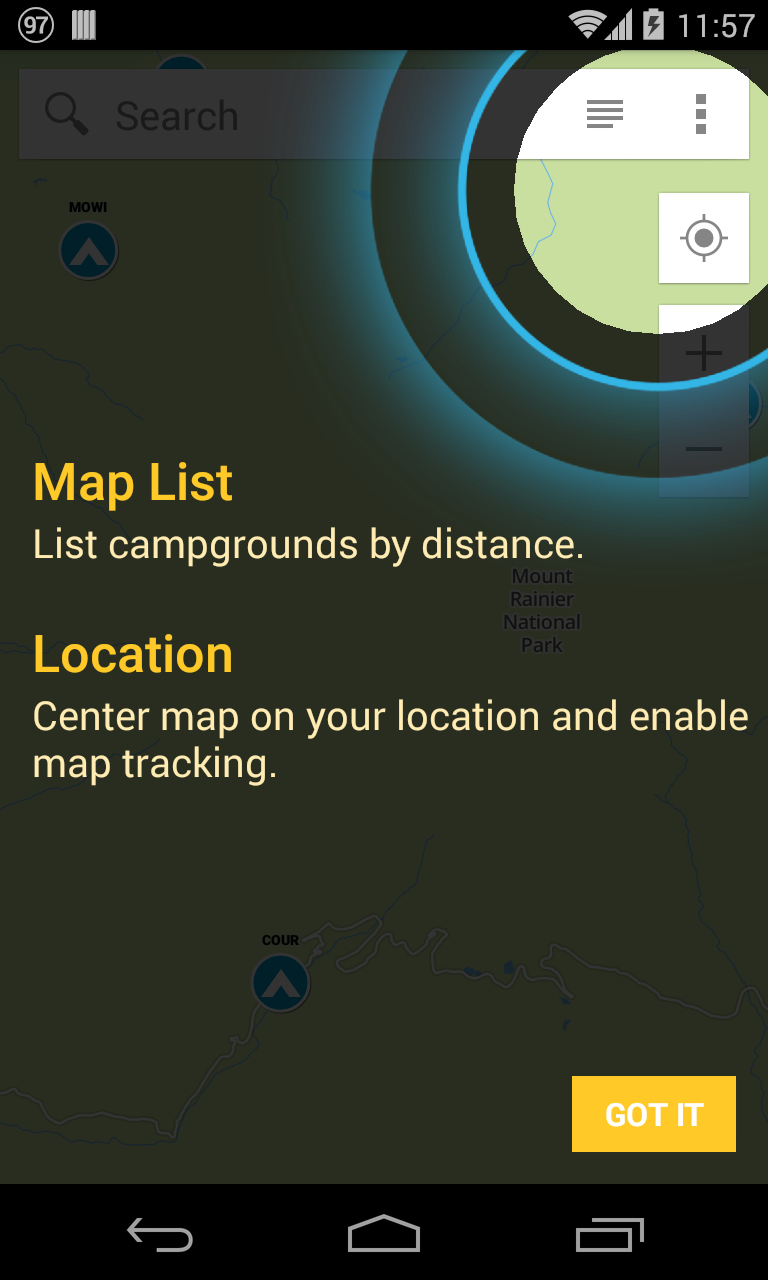 97
11:57
Search
MOWI
Map List
List campgrounds by distance.
Mount
Rainier
National
Park
Location
Center map on your location and enable
map tracking.
COUR
GOT IT